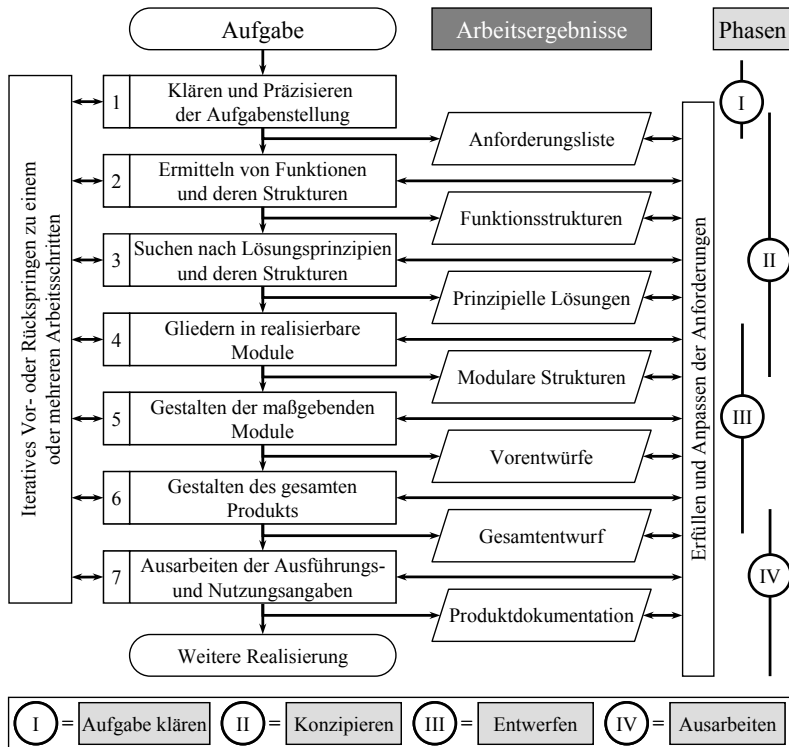 Aufgabe
Arbeitsergebnisse
Phasen
Iteratives Vor- oder Rückspringen zu einem
oder mehreren Arbeitsschritten
1
Klären und Präzisieren
der Aufgabenstellung
Anforderungsliste
2
Ermitteln von Funktionen
und deren Strukturen
Funktionsstrukturen
3
Suchen nach Lösungsprinzipien
und deren Strukturen
Prinzipielle Lösungen
4
Gliedern in realisierbare
Module
Modulare Strukturen
5
Gestalten der maßgebenden
Module
Vorentwürfe
6
Gestalten des gesamten
Produkts
Gesamtentwurf
7
Ausarbeiten der Ausführungs-
und Nutzungsangaben
Produktdokumentation
Weitere Realisierung
Erfüllen und Anpassen der Anforderungen
I
II
III
IV
I = Aufgabe klären II = Konzipieren III = Entwerfen IV = Ausarbeiten